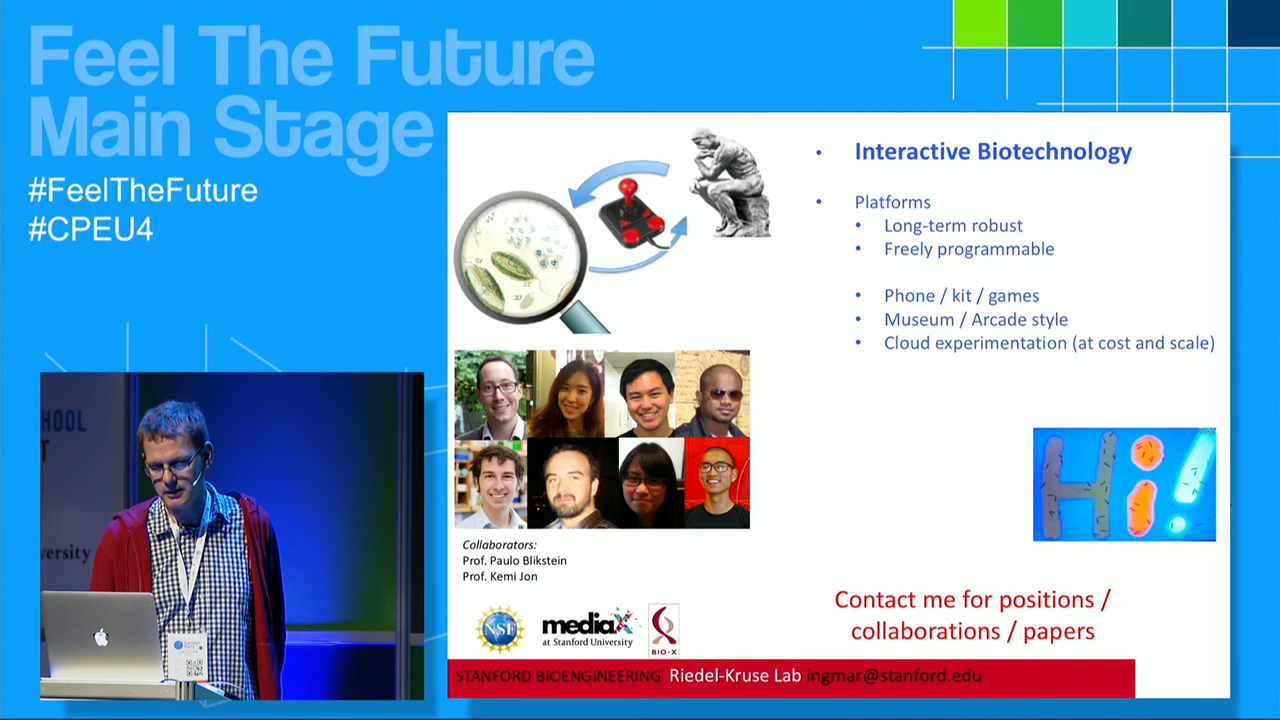 Feel The Future
Main Stage
#FeelTheFuture
#CPEU4
Interactive Biotechnology
Platforms
Long-term robust
Freely programmable
Phone / kit / games
Museum / Arcade style
Cloud experimentation (at cost and scale)
Hi!
Collaborators:
Prof. Paulo Blikstein
Prof. Kemi Jon
NSF
mediaX
at Stanford University
BIO-X
Contact me for positions /
collaborations / papers
STANFORD BIOENGINEERING Riedel-Kruse Lab ingmar@stanford.edu